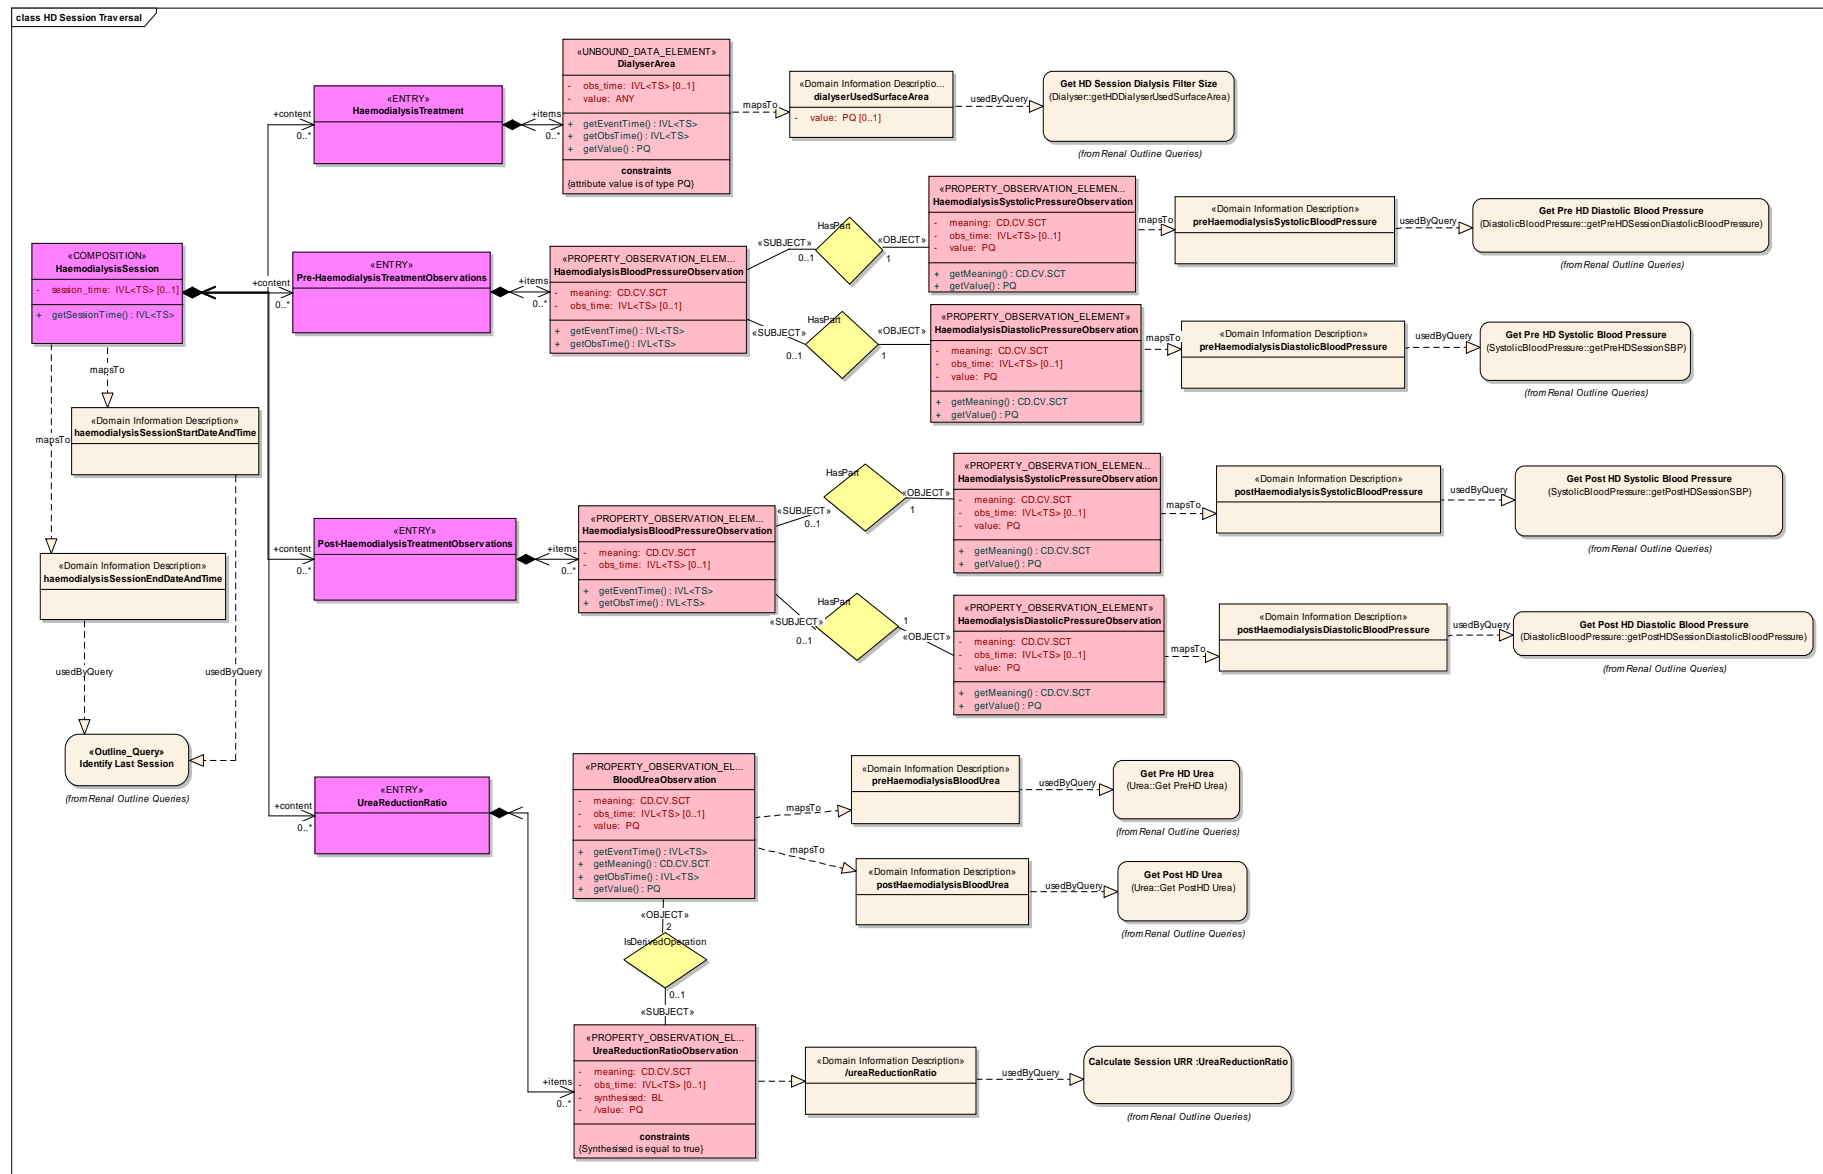 class HD Session Traversal
«UNBOUND_DATA_ELEMENT»
DialyserArea
- obs_time: IVL<TS> [0..1]
- value: ANY
+ getEventTime() : IVL<TS>
+ getObsTime() : IVL<TS>
+ getValue() : PQ
constraints
{attribute value is of type PQ}
«ENTRY»
HaemodialysisTreatment
+content
0..*
+items
0..*
mapsTo
«Domain Information Descriptio...
dialyserUsedSurfaceArea
- value: PQ [0..1]
usedByQuery
Get HD Session Dialysis Filter Size
(Dialyser::getHDDialyserUsedSurfaceArea)
(from Renal Outline Queries)
«COMPOSITION»
HaemodialysisSession
- session_time: IVL<TS> [0..1]
+ getSessionTime() : IVL<TS>
+content
0..*
«ENTRY»
Pre-HaemodialysisTreatmentObservations
+items
0..*
«PROPERTY_OBSERVATION_ELEM...
HaemodialysisBloodPressureObservation
- meaning: CD.CV.SCT
- obs_time: IVL<TS> [0..1]
+ getEventTime() : IVL<TS>
+ getObsTime() : IVL<TS>
«SUBJECT»
0..1
HasPart
«OBJECT»
1
«PROPERTY_OBSERVATION_ELEMEN...
HaemodialysisSystolicPressureObservation
- meaning: CD.CV.SCT
- obs_time: IVL<TS> [0..1]
- value: PQ
+ getMeaning() : CD.CV.SCT
+ getValue() : PQ
mapsTo
«Domain Information Description»
preHaemodialysisSystolicBloodPressure
usedByQuery
Get Pre HD Diastolic Blood Pressure
(DiastolicBloodPressure::getPreHDSessionDiastolicBloodPressure)
(from Renal Outline Queries)
«SUBJECT»
0..1
HasPart
«OBJECT»
1
«PROPERTY_OBSERVATION_ELEMENT»
HaemodialysisDiastolicPressureObservation
- meaning: CD.CV.SCT
- obs_time: IVL<TS> [0..1]
- value: PQ
+ getMeaning() : CD.CV.SCT
+ getValue() : PQ
mapsTo
«Domain Information Description»
preHaemodialysisDiastolicBloodPressure
usedByQuery
Get Pre HD Systolic Blood Pressure
(SystolicBloodPressure::getPreHDSessionSBP)
(from Renal Outline Queries)
mapsTo
«Domain Information Description»
haemodialysisSessionStartDateAndTime
mapsTo
«Domain Information Description»
haemodialysisSessionEndDateAndTime
usedByQuery
usedByQuery
«Outline_Query»
Identify Last Session
(from Renal Outline Queries)
+content
0..*
«ENTRY»
Post-HaemodialysisTreatmentObservations
+items
0..*
«PROPERTY_OBSERVATION_ELEM...
HaemodialysisBloodPressureObservation
- meaning: CD.CV.SCT
- obs_time: IVL<TS> [0..1]
+ getEventTime() : IVL<TS>
+ getObsTime() : IVL<TS>
«SUBJECT»
0..1
HasPart
«OBJECT»
1
«PROPERTY_OBSERVATION_ELEMEN...
HaemodialysisSystolicPressureObservation
- meaning: CD.CV.SCT
- obs_time: IVL<TS> [0..1]
- value: PQ
+ getMeaning() : CD.CV.SCT
+ getValue() : PQ
mapsTo
«Domain Information Description»
postHaemodialysisSystolicBloodPressure
usedByQuery
Get Post HD Systolic Blood Pressure
(SystolicBloodPressure::getPostHDSessionSBP)
(from Renal Outline Queries)
«SUBJECT»
0..1
HasPart
1
«OBJECT»
«PROPERTY_OBSERVATION_ELEMENT»
HaemodialysisDiastolicPressureObservation
- meaning: CD.CV.SCT
- obs_time: IVL<TS> [0..1]
- value: PQ
+ getMeaning() : CD.CV.SCT
+ getValue() : PQ
mapsTo
«Domain Information Description»
postHaemodialysisDiastolicBloodPressure
usedByQuery
Get Post HD Diastolic Blood Pressure
(DiastolicBloodPressure::getPostHDSessionDiastolicBloodPressure)
(from Renal Outline Queries)
+content
0..*
«ENTRY»
UreaReductionRatio
«PROPERTY_OBSERVATION_EL...
BloodUreaObservation
- meaning: CD.CV.SCT
- obs_time: IVL<TS> [0..1]
- value: PQ
+ getEventTime() : IVL<TS>
+ getMeaning() : CD.CV.SCT
+ getObsTime() : IVL<TS>
+ getValue() : PQ
mapsTo
«Domain Information Description»
preHaemodialysisBloodUrea
usedByQuery
Get Pre HD Urea
(Urea::Get PreHD Urea)
(from Renal Outline Queries)
mapsTo
«Domain Information Description»
postHaemodialysisBloodUrea
usedByQuery
Get Post HD Urea
(Urea::Get PostHD Urea)
(from Renal Outline Queries)
«OBJECT»
2
IsDerivedOperation
0..1
«SUBJECT»
+items
0..*
«PROPERTY_OBSERVATION_EL...
UreaReductionRatioObservation
- meaning: CD.CV.SCT
- obs_time: IVL<TS> [0..1]
- synthesised: BL
- /value: PQ
constraints
{Synthesised is equal to true}
«Domain Information Description»
/ureaReductionRatio
usedByQuery
Calculate Session URR :UreaReductionRatio
(from Renal Outline Queries)